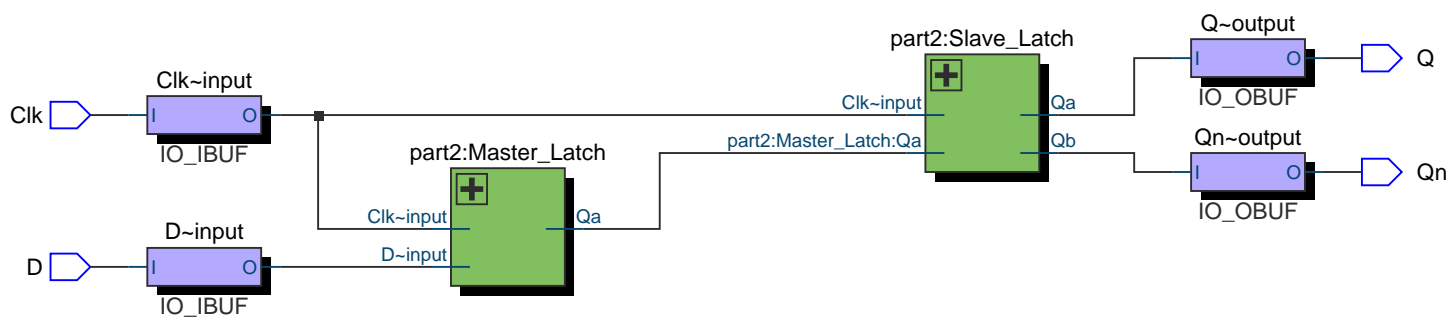 part2:Slave_Latch
Q~output
I
O
Q
IO_OBUF
Clk~input
Clk
I
O
IO_IBUF
Clk~input
Qa
part2:Master_Latch:Qa
Qb
Qn~output
I
O
Qn
IO_OBUF
part2:Master_Latch
Clk~input
Qa
D~input
D~input
D
I
O
IO_IBUF